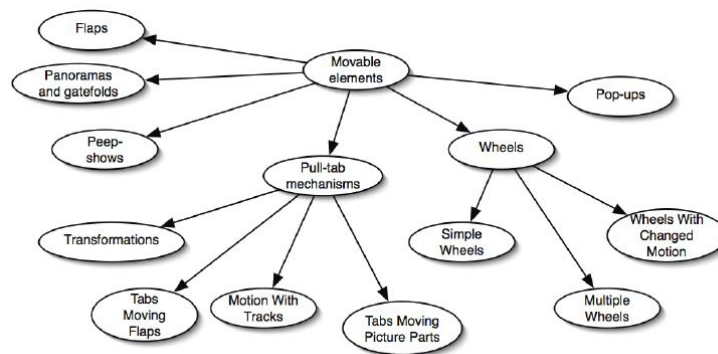 Flaps
Movable
elements
Panoramas
and gatefolds
Pop-ups
Peep-
shows
Wheels
Pull-tab
mechanisms
Transformations
Simple
Wheels
Wheels With
Changed
Motion
Tabs
Moving
Flaps
Motion With
Tracks
Tabs Moving
Picture Parts
Multiple
Wheels